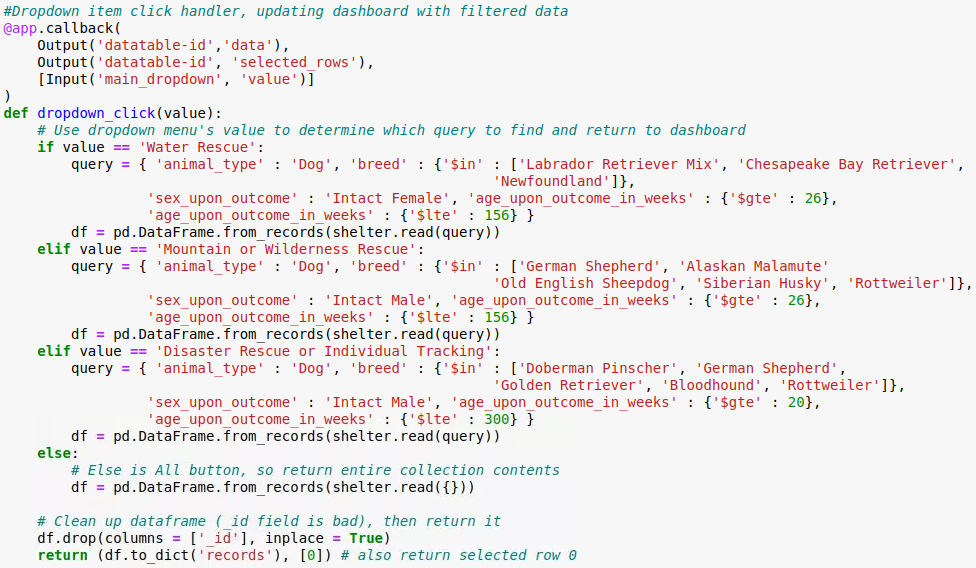 #Dropdown item click handler, updating dashboard with filtered data
@app.callback(
    Output('datatable-id','data'),
    Output('datatable-id', 'selected_rows'),
    [Input('main_dropdown', 'value')]
)
def dropdown_click(value):
    # Use dropdown menu's value to determine which query to find and return to dashboard
    if value == 'Water Rescue':
        query = { 'animal_type' : 'Dog', 'breed' : {'$in' : ['Labrador Retriever Mix', 'Chesapeake Bay Retriever',
                                                          'Newfoundland']},
                 'sex_upon_outcome' : 'Intact Female', 'age_upon_outcome_in_weeks' : {'$gte' : 26},
                 'age_upon_outcome_in_weeks' : {'$lte' : 156} }
        df = pd.DataFrame.from_records(shelter.read(query))
    elif value == 'Mountain or Wilderness Rescue':
        query = { 'animal_type' : 'Dog', 'breed' : {'$in' : ['German Shepherd', 'Alaskan Malamute'
                                                          'Old English Sheepdog', 'Siberian Husky', 'Rottweiler']},
                 'sex_upon_outcome' : 'Intact Male', 'age_upon_outcome_in_weeks' : {'$gte' : 26},
                 'age_upon_outcome_in_weeks' : {'$lte' : 156} }
        df = pd.DataFrame.from_records(shelter.read(query))
    elif value == 'Disaster Rescue or Individual Tracking':
        query = { 'animal_type' : 'Dog', 'breed' : {'$in' : ['Doberman Pinscher', 'German Shepherd',
                                                          'Golden Retriever', 'Bloodhound', 'Rottweiler']},
                 'sex_upon_outcome' : 'Intact Male', 'age_upon_outcome_in_weeks' : {'$gte' : 20},
                 'age_upon_outcome_in_weeks' : {'$lte' : 300} }
        df = pd.DataFrame.from_records(shelter.read(query))
    else:
        # Else is All button, so return entire collection contents
        df = pd.DataFrame.from_records(shelter.read({}))

    # Clean up dataframe (_id field is bad), then return it
    df.drop(columns = ['_id'], inplace = True)
    return (df.to_dict('records'), [0]) # also return selected row 0